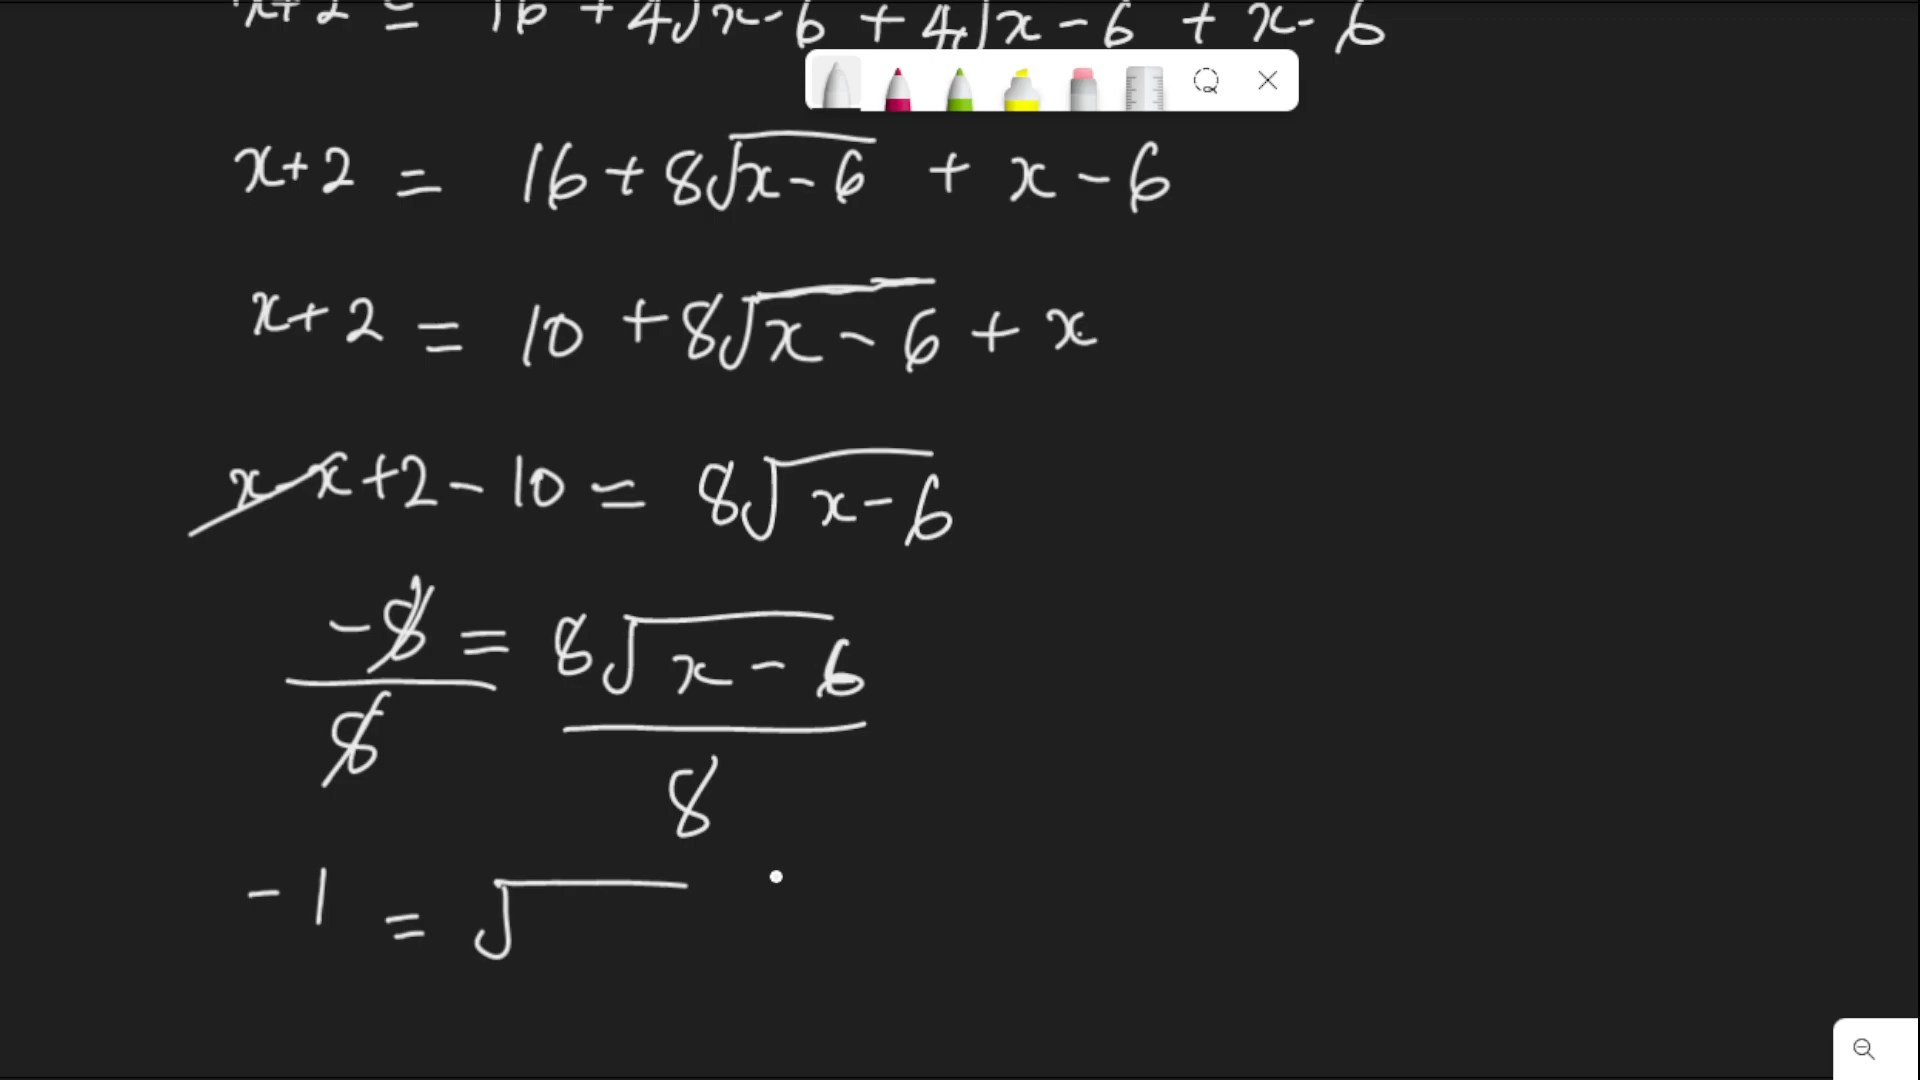 x+2 = 16 + 4√x-6 + 4√x-6 + x-6
x+2 = 16 + 8√x-6 + x-6
x+2 = 10 + 8√x-6 + x
x-x+2-10 = 8√x-6
-8 = 8√x-6
8 8
-1 = √